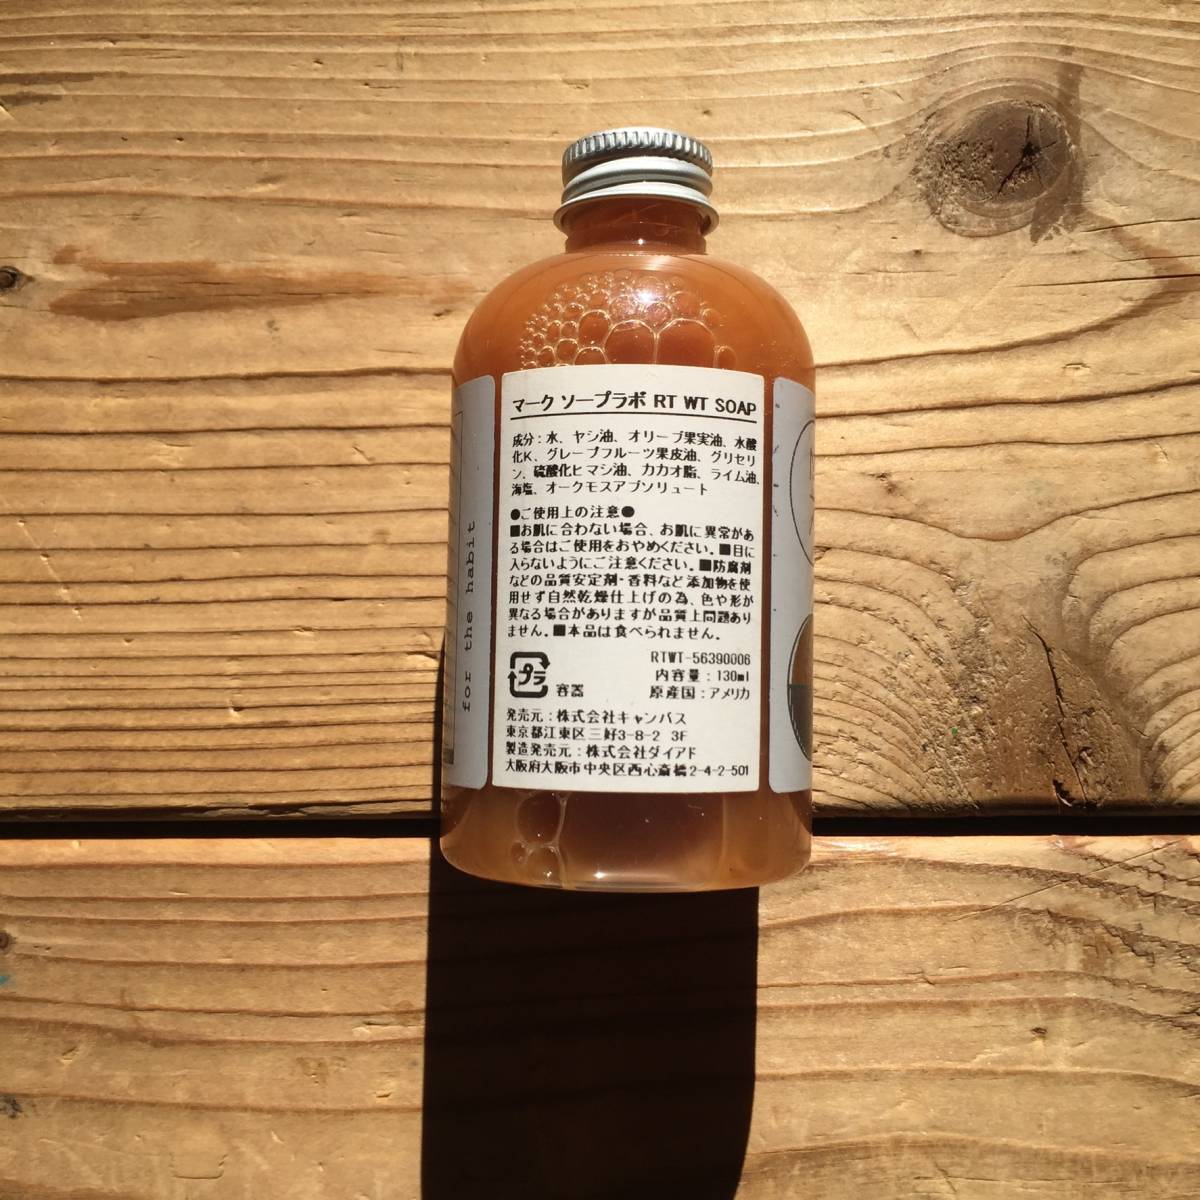 マーク ソープラボ RT WT SOAP
成分：水、ヤシ油、オリーブ果実油、水酸
化K、グレープフルーツ果皮油、グリセリ
ン、硫酸化ヒマシ油、カカオ脂、ライム油、
海塩、オークモスアブソリュート
●ご使用上の注意●
■お肌に合わない場合、お肌に異常があ
る場合はご使用をおやめください。■目に
入らないようにご注意ください。■防腐剤
などの品質安定剤・香料など添加物を使
用せず自然乾燥仕上げの為、色や形が
異なる場合がありますが品質上問題あり
ません。■本品は食べられません。
RTWT-56390006
プラ 容器
内容量：130ml
原産国：アメリカ
発売元：株式会社キャンバス
東京都江東区三好3-8-2 3F
製造発売元：株式会社ダイアド
大阪府大阪市中央区西心斎橋2-4-2-501
for the habit